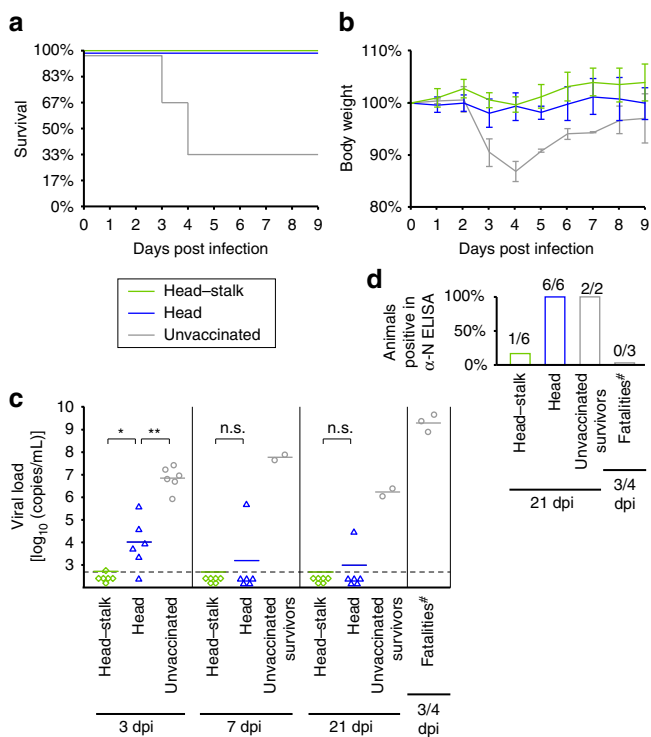 a
Survival
100%
83%
67%
50%
33%
17%
0%
0 1 2 3 4 5 6 7 8 9
Days post infection
b
Body weight
110%
100%
90%
80%
0 1 2 3 4 5 6 7 8 9
Days post infection
Head–stalk
Head
Unvaccinated
d
Animals
positive in
α-N ELISA
100%
50%
0%
1/6
6/6
2/2
0/3
Head–stalk
Head
Unvaccinated
survivors
Fatalities#
21 dpi
3/4
dpi
c
Viral load
[log10 (copies/mL)]
10
9
8
7
6
5
4
3
*
**
n.s.
n.s.
Head–stalk
Head
Unvaccinated
Head–stalk
Head
Unvaccinated
survivors
Head–stalk
Head
Unvaccinated
survivors
Fatalities#
3 dpi
7 dpi
21 dpi
3/4
dpi